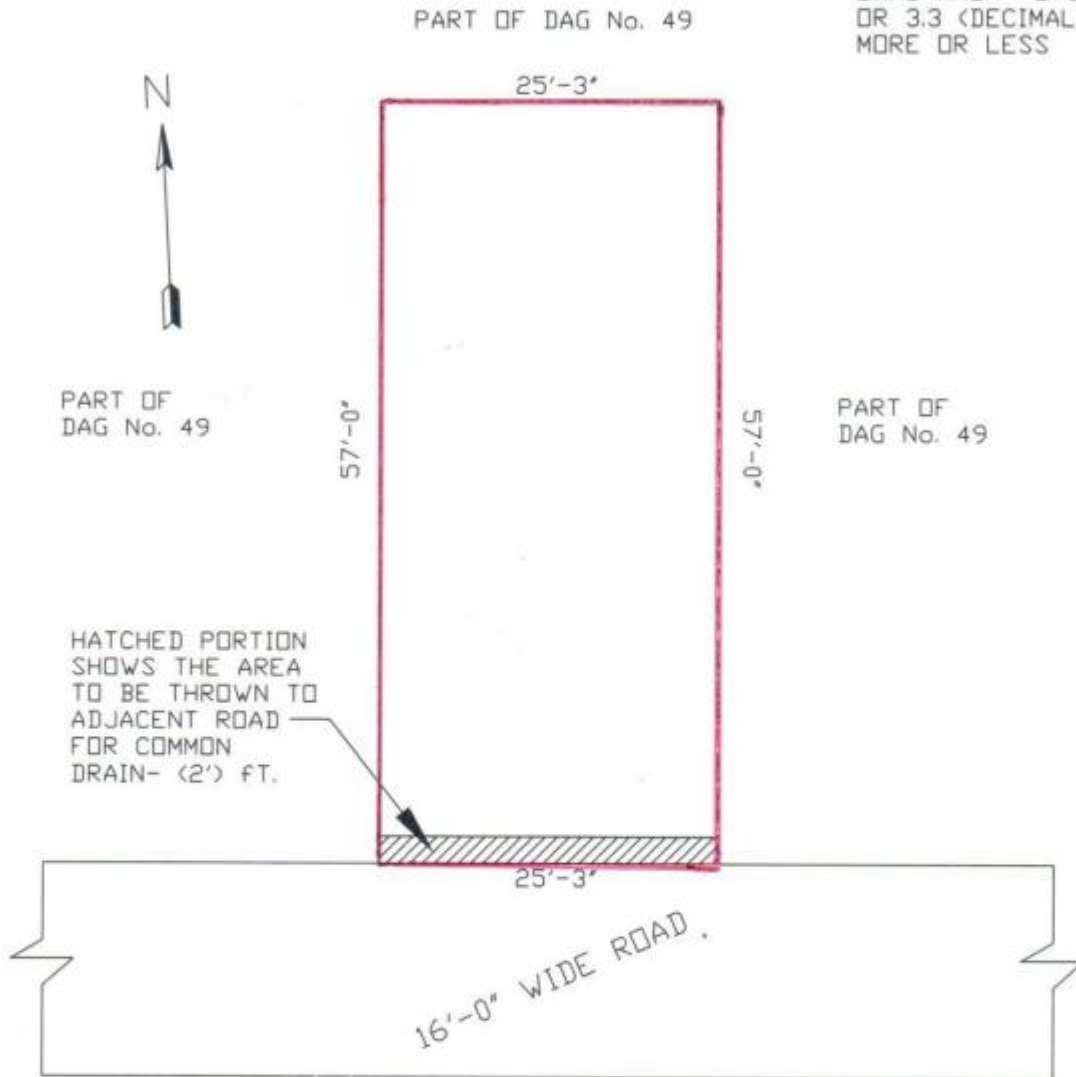 PART OF DAG No. 49
OR 3.3 (DECIMAL
MORE OR LESS
25'-3"
N
PART OF
DAG No. 49
57'-0"
57'-0"
PART OF
DAG No. 49
HATCHED PORTION
SHOWS THE AREA
TO BE THROWN TO
ADJACENT ROAD
FOR COMMON
DRAIN- (2') FT.
25'-3"
16'-0" WIDE ROAD.